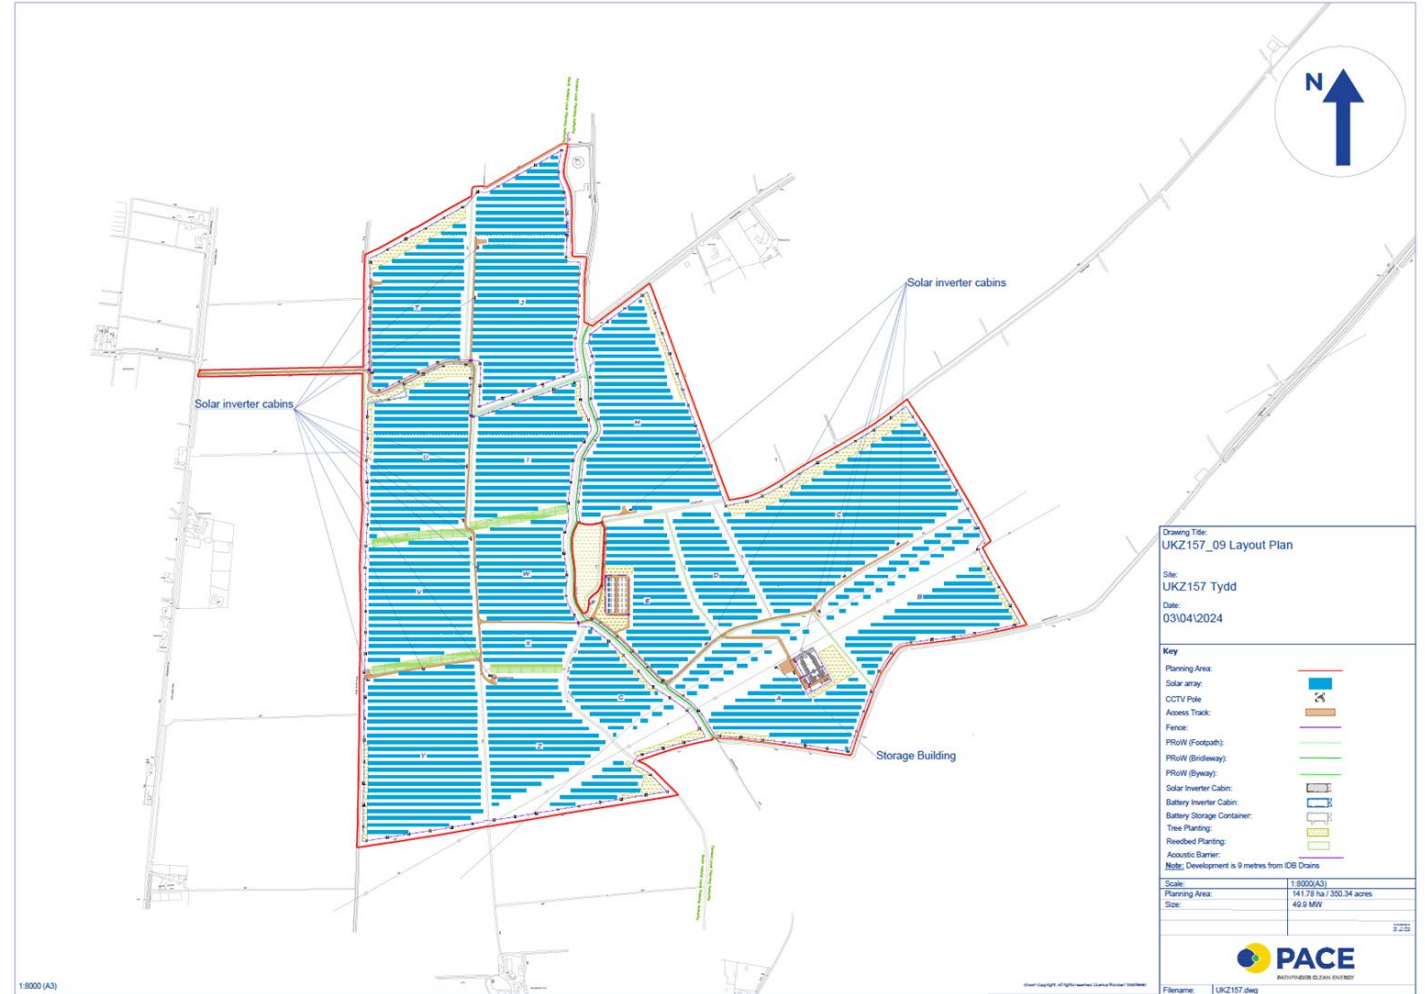 N
Solar inverter cabins
Solar inverter cabins
T
J
H
U
I
C
D
W
V
E
B
X
G
A
Y
Z
Storage Building
Drawing Title:
UKZ157_09 Layout Plan
Site:
UKZ157 Tydd
Date:
03\04\2024
Key
Planning Area:
Solar array:
CCTV Pole
Access Track:
Fence:
PRoW (Footpath):
PRoW (Bridleway):
PRoW (Byway):
Solar Inverter Cabin:
Battery Inverter Cabin:
Battery Storage Container:
Tree Planting:
Reedbed Planting:
Acoustic Barrier:
Note: Development is 9 metres from IDB Drains
Scale: 1:8000(A3)
Planning Area: 141.78 ha / 350.34 acres
Size: 49.9 MW
PACE
PATHFINDER CLEAN ENERGY
Filename: UKZ157.dwg
1:8000 (A3)